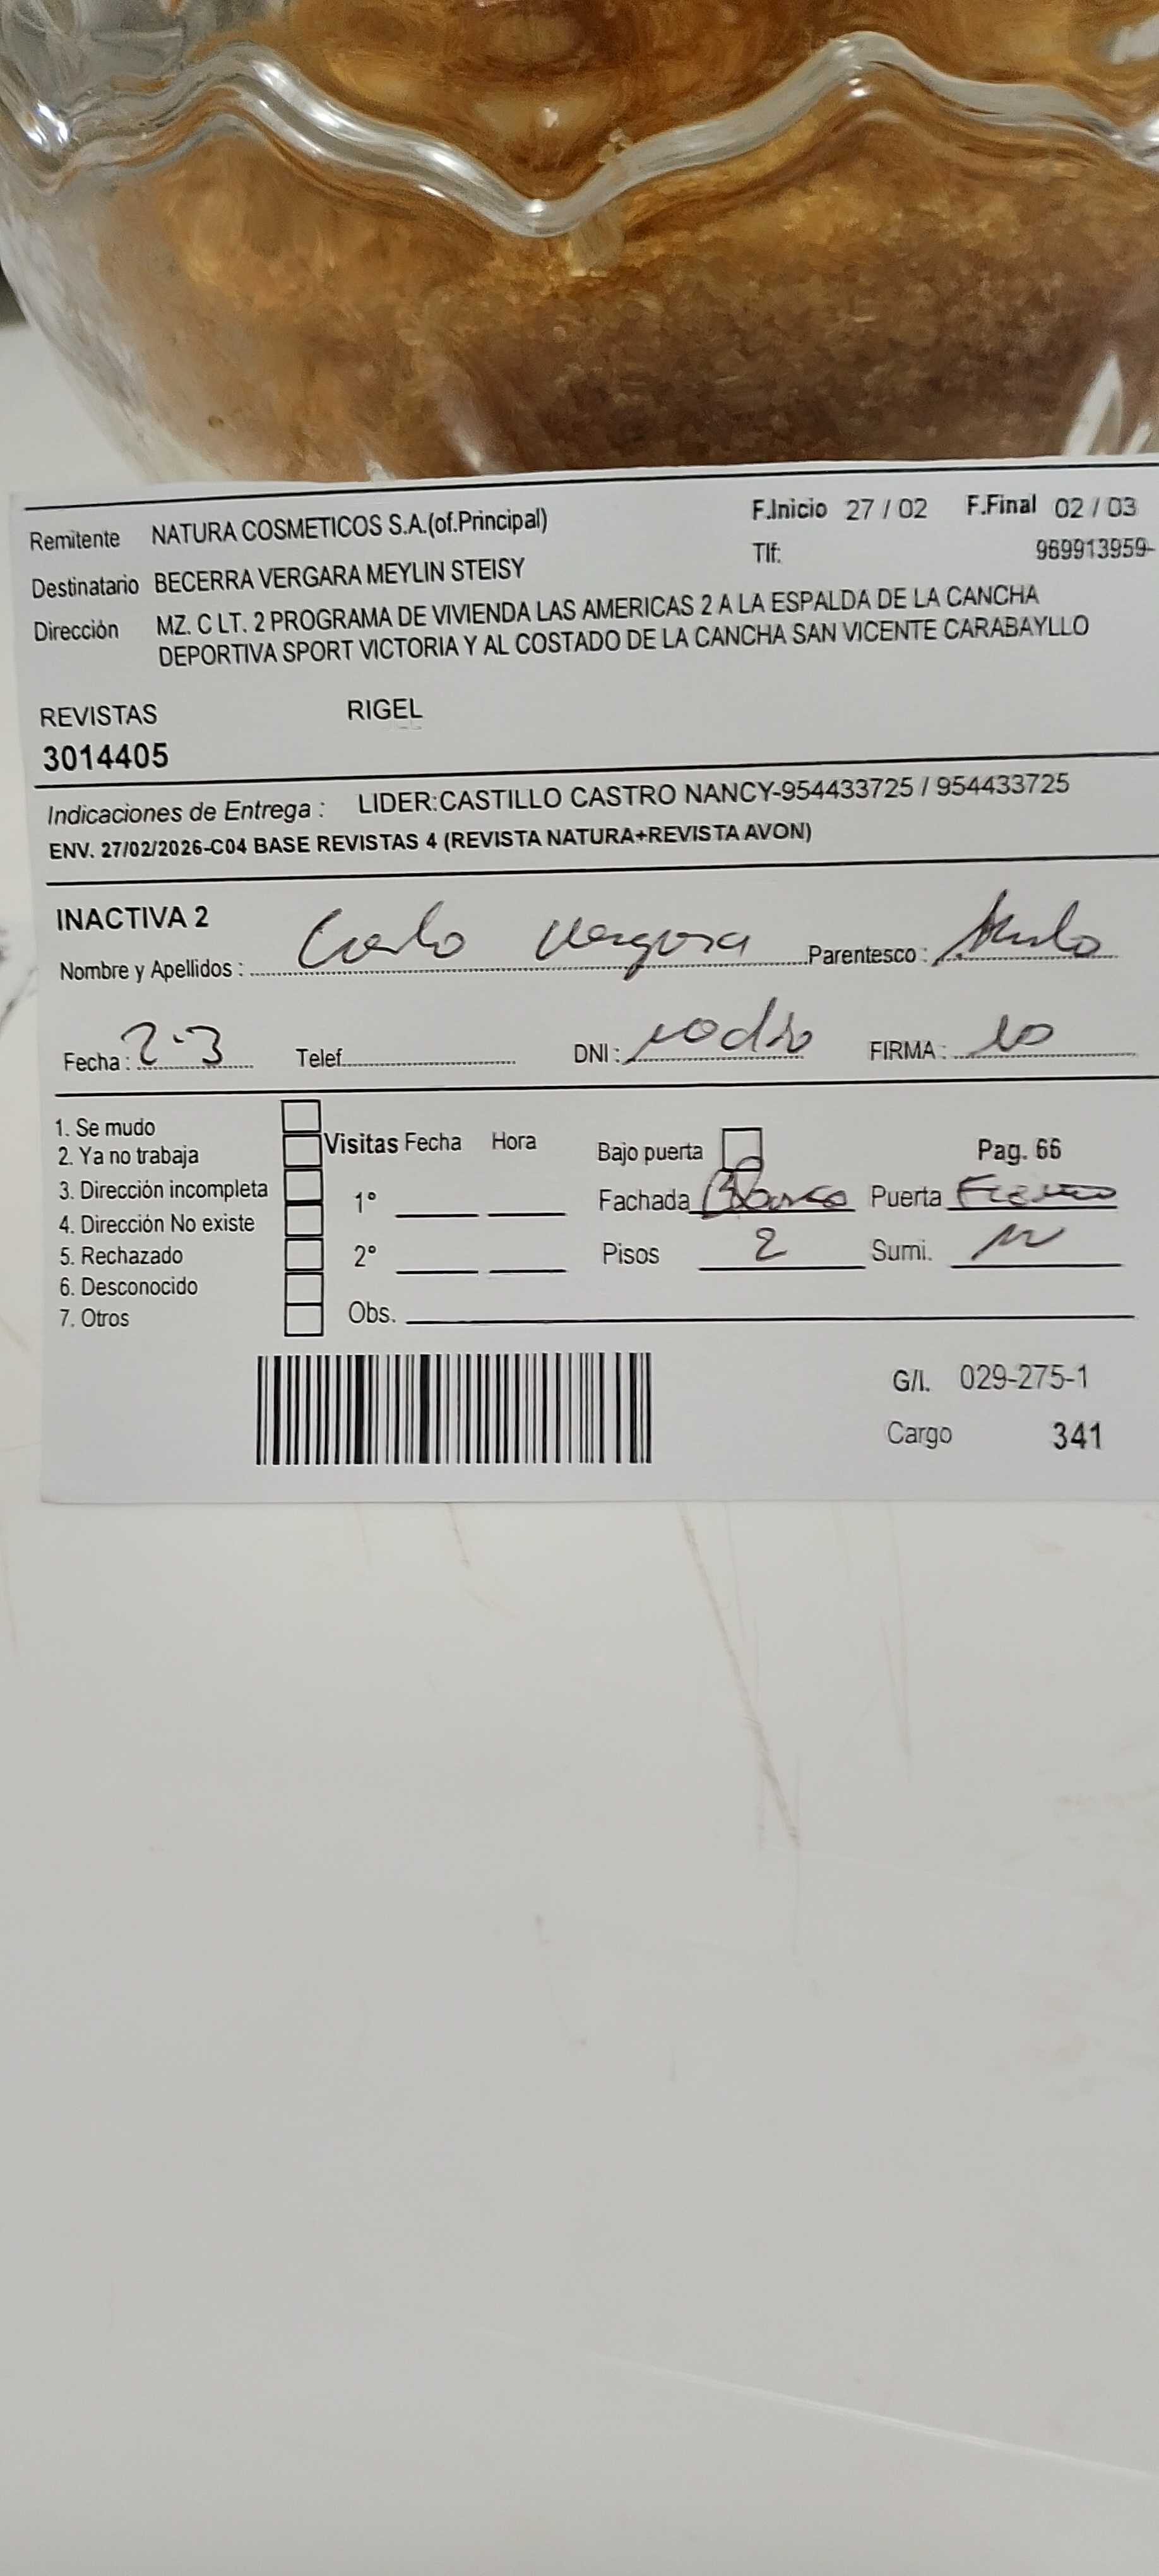 Remitente NATURA COSMETICOS S.A.(of.Principal) F.Inicio 27 / 02 F.Final 02 / 03
Destinatario BECERRA VERGARA MEYLIN STEISY Tlf: 969913959-
Dirección MZ. C LT. 2 PROGRAMA DE VIVIENDA LAS AMERICAS 2 A LA ESPALDA DE LA CANCHA
DEPORTIVA SPORT VICTORIA Y AL COSTADO DE LA CANCHA SAN VICENTE CARABAYLLO
REVISTAS RIGEL
3014405
Indicaciones de Entrega : LIDER:CASTILLO CASTRO NANCY-954433725 / 954433725
ENV. 27/02/2026-C04 BASE REVISTAS 4 (REVISTA NATURA+REVISTA AVON)
INACTIVA 2
Nombre y Apellidos : Vergara Parentesco :
Fecha : 2-3 Telef. DNI : FIRMA :
1. Se mudo
2. Ya no trabaja Visitas Fecha Hora Bajo puerta Pag. 66
3. Dirección incompleta 1° Fachada Blanco Puerta
4. Dirección No existe
5. Rechazado 2° Pisos 2 Sumi.
6. Desconocido
7. Otros Obs.
G/I. 029-275-1
Cargo 341